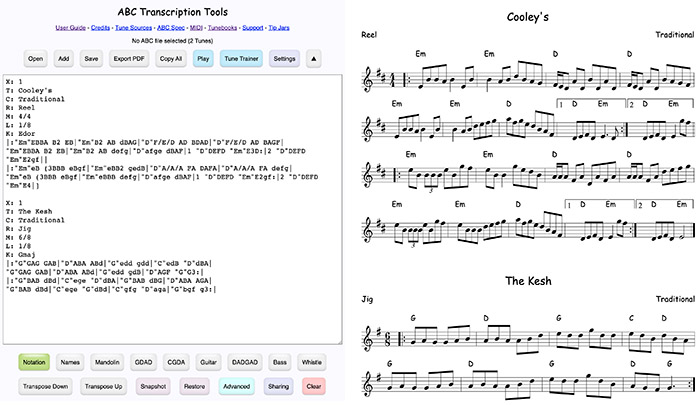 ABC Transcription Tools
User Guide - Credits - Tune Sources - ABC Spec - MIDI - Tunebooks - Support - Tip Jars
No ABC file selected (2 Tunes)
Open Add Save Export PDF Copy All Play Tune Trainer Settings ▲
X: 1
T: Cooley's
C: Traditional
R: Reel
M: 4/4
L: 1/8
K: Edor
|:"Em"EBBA B2 EB|"Em"B2 AB dBAG|"D"F/E/D AD BDAD|"D"F/E/D AD BAGF|
"Em"EBBA B2 EB|"Em"B2 AB defg|"D"afge dBAF|1 "D"DEFD "Em"E3D:|2 "D"DEFD
"Em"E2gf||
|:"Em"eB (3BBB eBgf|"Em"eBB2 gedB|"D"A/A/A FA DAFA|"D"A/A/A FA defg|
"Em"eB (3BBB eBgf|"Em"eBBB defg|"D"afge dBAF|1 "D"DEFD "Em"E2gf:|2 "D"DEFD
"Em"E4|]
X: 1
T: The Kesh
C: Traditional
R: Jig
M: 6/8
L: 1/8
K: Gmaj
|:"G"GAG GAB|"D"ABA ABd|"G"edd gdd|"C"edB "D"dBA|
"G"GAG GAB|"D"ABA ABd|"G"edd gdB|"D"AGF "G"G3:|
|:"G"BAB dBd|"C"ege "G"dBd|"G"BAB dBG|"D"ABA AGA|
"G"BAB dBd|"C"ege "G"dBd|"C"gfg "D"aga|"G"bgf g3:|
Notation Names Mandolin GDAD CGDA Guitar DADGAD Bass Whistle
Transpose Down Transpose Up Snapshot Restore Advanced Sharing Clear
Cooley's
Reel Traditional
Em Em D D
Em Em D 1 D Em 2 D Em
Em Em D D
3
Em Em D 1 D Em 2 D Em
3
The Kesh
Jig Traditional
G D G C D
6
8
G D G D G